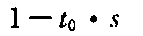 1 − t₀ • s